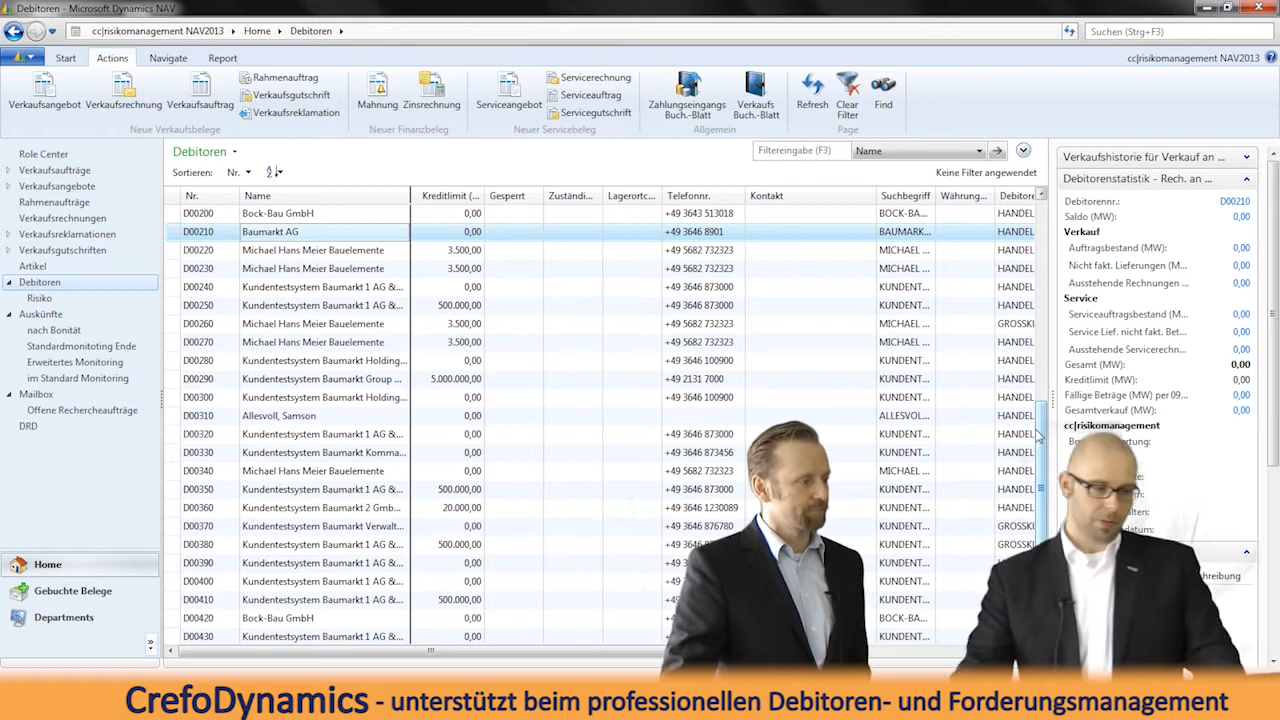 Debitoren - Microsoft Dynamics NAV
cc|risikomanagement NAV2013 Home Debitoren
Suchen (Strg+F3)
Start Actions Navigate Report
cc|risikomanagement NAV2013
Verkaufsangebot Verkaufsrechnung Verkaufsauftrag
Rahmenauftrag
Verkaufsgutschrift
Verkaufsreklamation
Neue Verkaufsbelege
Mahnung Zinsrechnung
Neuer Finanzbeleg
Serviceangebot
Servicerechnung
Serviceauftrag
Servicegutschrift
Neuer Servicebeleg
Zahlungseingangs Buch.-Blatt
Verkaufs Buch.-Blatt
Allgemein
Refresh Clear Filter Find
Page
Role Center
Verkaufsaufträge
Verkaufsangebote
Rahmenaufträge
Verkaufsrechnungen
Verkaufsreklamationen
Verkaufsgutschriften
Artikel
Debitoren
Risiko
Auskünfte
nach Bonität
Standardmonitoting Ende
Erweitertes Monitoring
im Standard Monitoring
Mailbox
Offene Rechercheaufträge
DRD
Home
Gebuchte Belege
Departments
Debitoren
Filtereingabe (F3) Name
Sortieren: Nr.
Keine Filter angewendet
Nr. Name Kreditlimit (... Gesperrt Zuständi... Lagerortc... Telefonnr. Kontakt Suchbegriff Währung... Debitore
D00200 Bock-Bau GmbH 0,00 +49 3643 513018 BOCK-BA... HANDEL
D00210 Baumarkt AG 0,00 +49 3646 8901 BAUMARK... HANDEL
D00220 Michael Hans Meier Bauelemente 3.500,00 +49 5682 732323 MICHAEL ... HANDEL
D00230 Michael Hans Meier Bauelemente 3.500,00 +49 5682 732323 MICHAEL ... HANDEL
D00240 Kundentestsystem Baumarkt 1 AG &... 0,00 +49 3646 873000 KUNDENT... HANDEL
D00250 Kundentestsystem Baumarkt 1 AG &... 500.000,00 +49 3646 873000 KUNDENT... HANDEL
D00260 Michael Hans Meier Bauelemente 3.500,00 +49 5682 732323 MICHAEL ... GROSSKU
D00270 Michael Hans Meier Bauelemente 3.500,00 +49 5682 732323 MICHAEL ... HANDEL
D00280 Kundentestsystem Baumarkt Holding... 0,00 +49 3646 100900 KUNDENT... HANDEL
D00290 Kundentestsystem Baumarkt Group ... 5.000.000,00 +49 2131 7000 KUNDENT... HANDEL
D00300 Kundentestsystem Baumarkt Holding... 0,00 +49 3646 100900 KUNDENT... HANDEL
D00310 Allesvoll, Samson 0,00 ALLESVOL... HANDEL
D00320 Kundentestsystem Baumarkt 1 AG &... 0,00 +49 3646 873000 KUNDENT... HANDEL
D00330 Kundentestsystem Baumarkt Komma... 0,00 +49 3646 873456 KUNDENT... HANDEL
D00340 Michael Hans Meier Bauelemente 0,00 +49 5682 732323 MICHAEL ... HANDEL
D00350 Kundentestsystem Baumarkt 1 AG &... 500.000,00 +49 3646 873000 KUNDENT... HANDEL
D00360 Kundentestsystem Baumarkt 2 Gmb... 20.000,00 +49 3646 1230089 KUNDENT... HANDEL
D00370 Kundentestsystem Baumarkt Verwalt... 0,00 +49 3646 876780 KUNDENT... GROSSKU
D00380 Kundentestsystem Baumarkt 1 AG &... 500.000,00 +49 3646 KUNDENT... GROSSKU
D00390 Kundentestsystem Baumarkt 1 AG &... 0,00 KUNDENT... HANDEL
D00400 Kundentestsystem Baumarkt 1 AG &... 0,00 KUNDENT...
D00410 Kundentestsystem Baumarkt 1 AG &... 500.000,00 KUNDENT...
D00420 Bock-Bau GmbH 0,00 BOCK-BA...
D00430 Kundentestsystem Baumarkt 1 AG &... 0,00 KUNDENT...
Verkaufshistorie für Verkauf an ...
Debitorenstatistik - Rech. an ...
Debitorennr.: D00210
Saldo (MW): 0,00
Verkauf
Auftragsbestand (MW): 0,00
Nicht fakt. Lieferungen (M... 0,00
Ausstehende Rechnungen ... 0,00
Service
Serviceauftragsbestand (M... 0,00
Service Lief. nicht fakt. Bet... 0,00
Ausstehende Servicerechn... 0,00
Gesamt (MW): 0,00
Kreditlimit (MW): 0,00
Fällige Beträge (MW) per 09... 0,00
Gesamtverkauf (MW): 0,00
cc|risikomanagement
CrefoDynamics - unterstützt beim professionellen Debitoren- und Forderungsmanagement